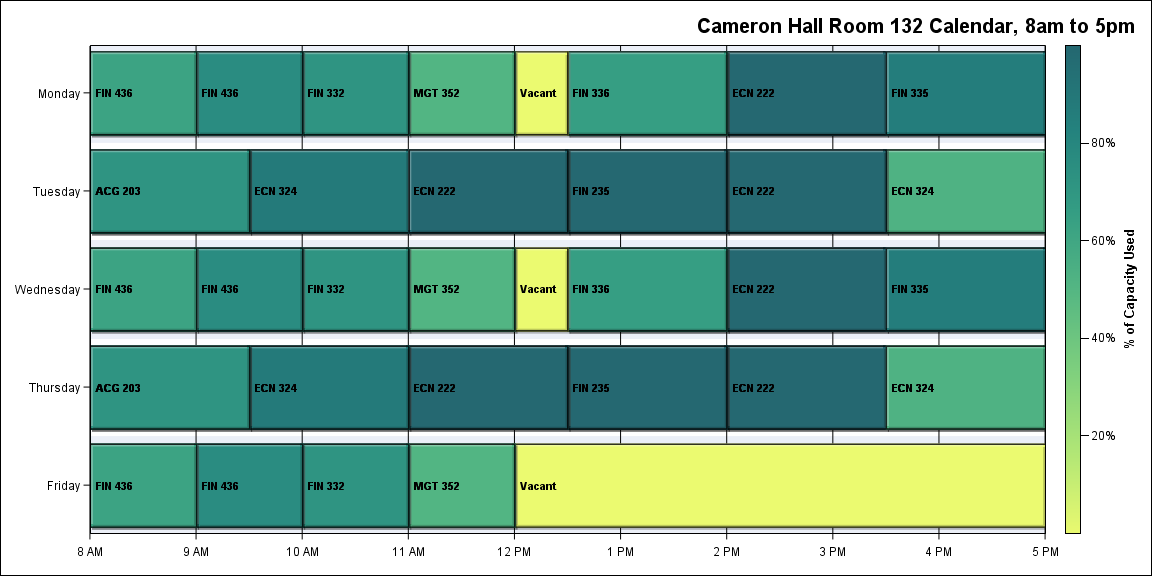 Cameron Hall Room 132 Calendar, 8am to 5pm
Monday
FIN 436
FIN 436
FIN 332
MGT 352
Vacant
FIN 336
ECN 222
FIN 335
Tuesday
ACG 203
ECN 324
ECN 222
FIN 235
ECN 222
ECN 324
Wednesday
FIN 436
FIN 436
FIN 332
MGT 352
Vacant
FIN 336
ECN 222
FIN 335
Thursday
ACG 203
ECN 324
ECN 222
FIN 235
ECN 222
ECN 324
Friday
FIN 436
FIN 436
FIN 332
MGT 352
Vacant
8 AM
9 AM
10 AM
11 AM
12 PM
1 PM
2 PM
3 PM
4 PM
5 PM
80%
60%
40%
20%
% of Capacity Used